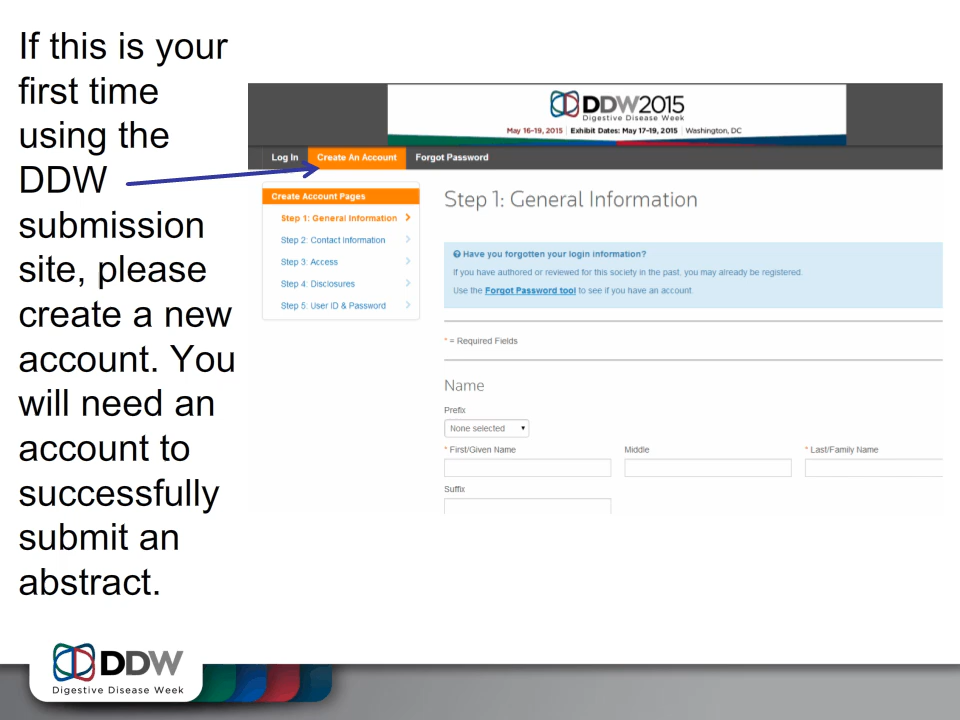 If this is your
first time
using the
DDW
submission
site, please
create a new
account. You
will need an
account to
successfully
submit an
abstract.
DDW2015
Digestive Disease Week
May 16-19, 2015 | Exhibit Dates: May 17-19, 2015 | Washington, DC
Log In Create An Account Forgot Password
Create Account Pages
Step 1: General Information
Step 2: Contact Information
Step 3: Access
Step 4: Disclosures
Step 5: User ID & Password
Step 1: General Information
Have you forgotten your login information?
If you have authored or reviewed for this society in the past, you may already be registered.
Use the Forgot Password tool to see if you have an account.
* = Required Fields
Name
Prefix
None selected
* First/Given Name Middle * Last/Family Name
Suffix
DDW
Digestive Disease Week